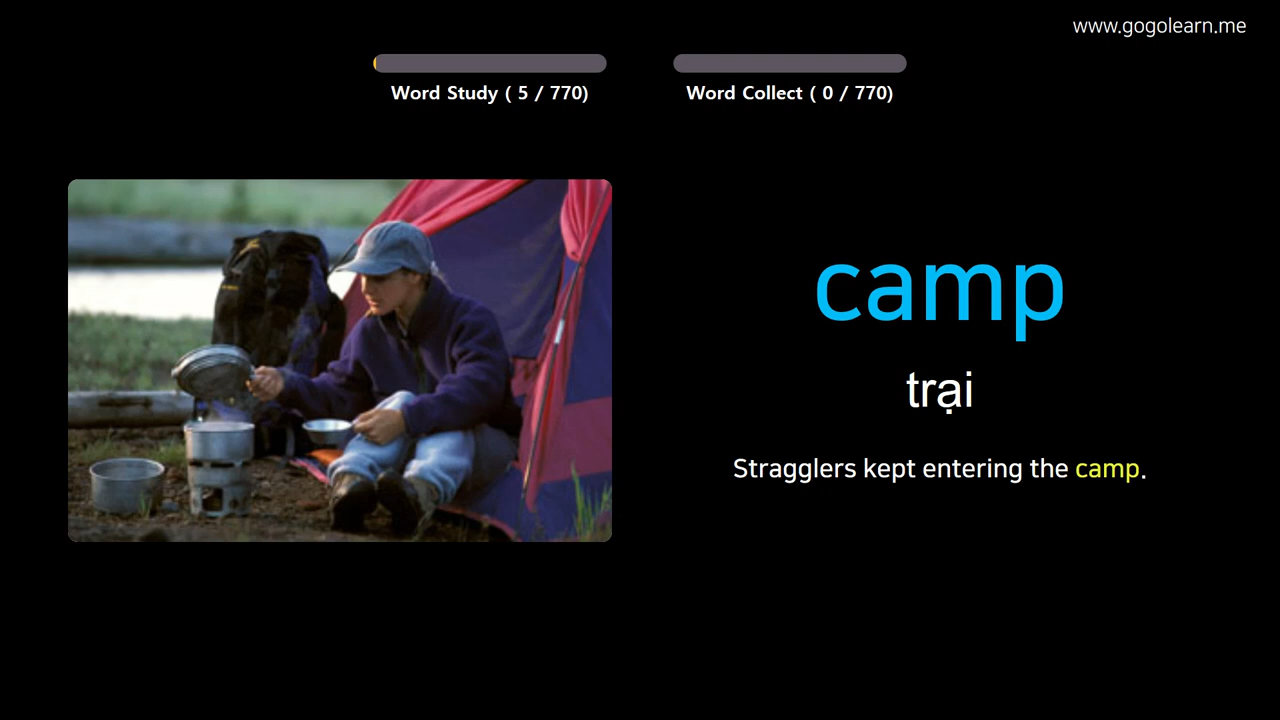 www.gogolearn.me
Word Study ( 5 / 770)
Word Collect ( 0 / 770)
camp
trại
Stragglers kept entering the camp.